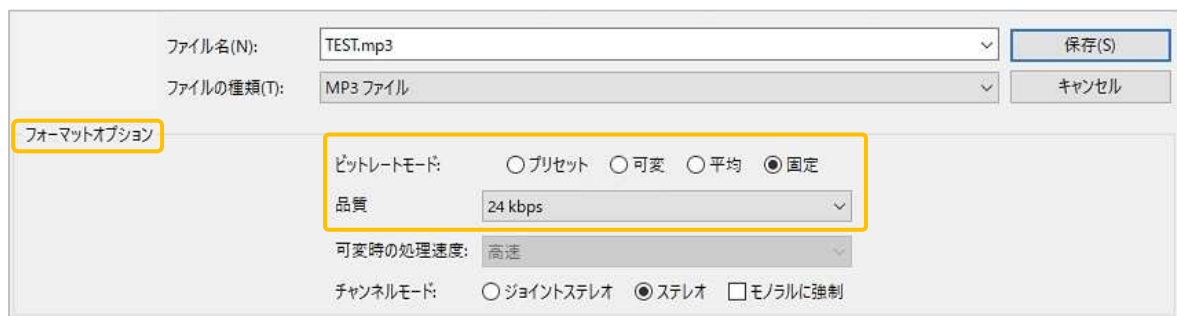 ファイル名(N): TEST.mp3 保存(S)
ファイルの種類(T): MP3 ファイル キャンセル
フォーマットオプション
ビットレートモード: プリセット 可変 平均 固定
品質 24 kbps
可変時の処理速度: 高速
チャンネルモード: ジョイントステレオ ステレオ モノラルに強制